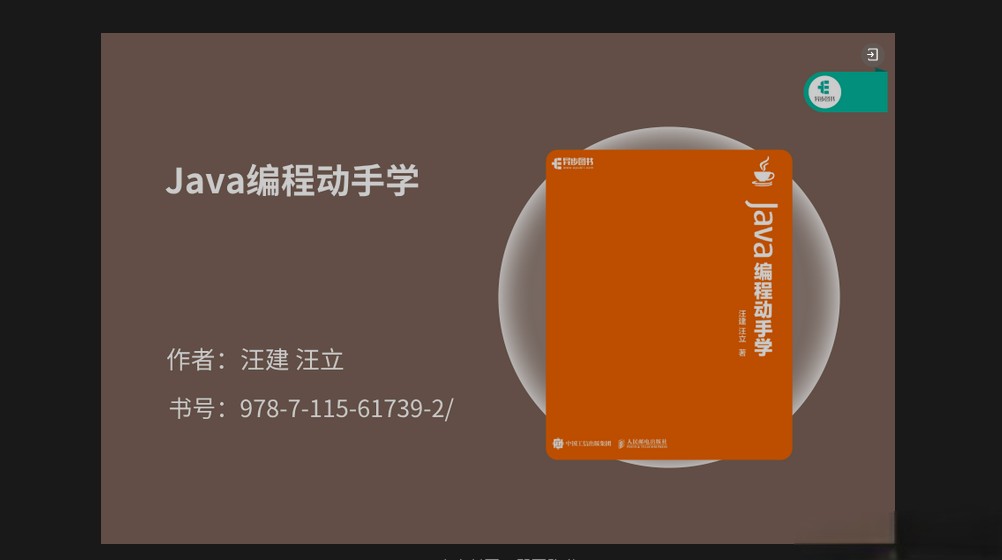 Java编程动手学
作者：汪建 汪立
书号：978-7-115-61739-2/
异步图书
Java编程动手学
汪建 汪立 著
中国工信出版集团
人民邮电出版社
异步图书